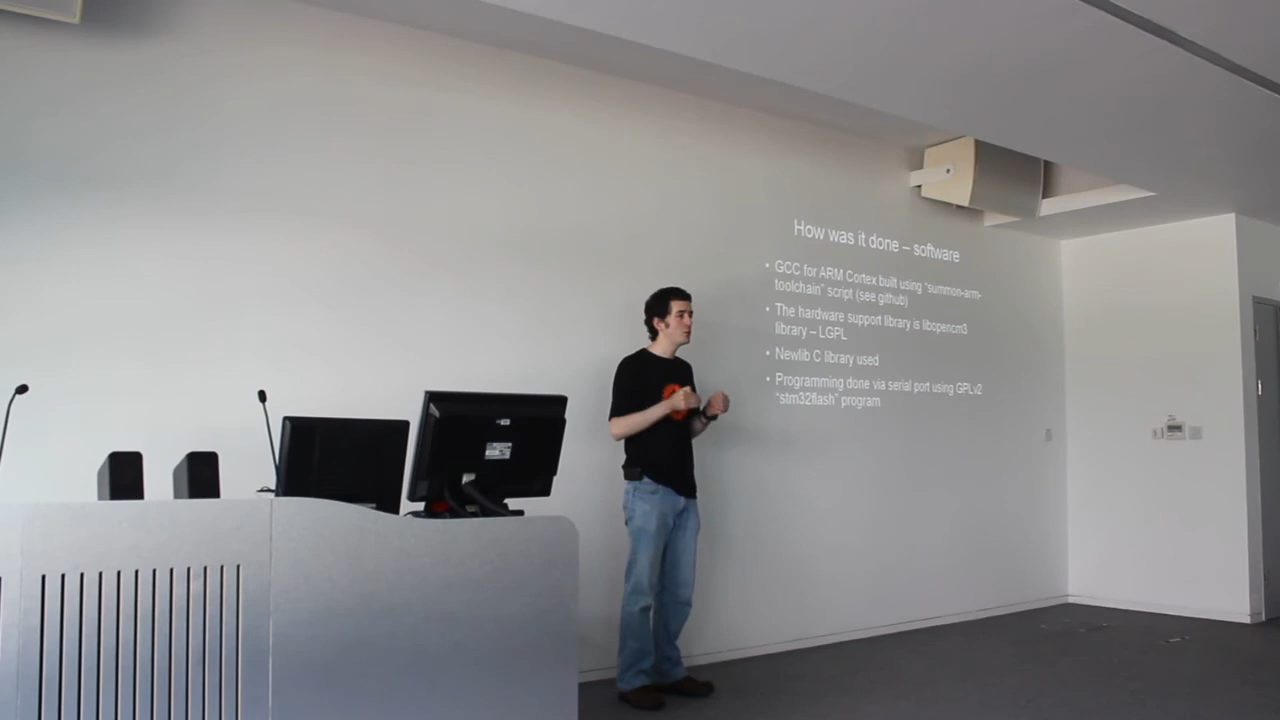 How was it done – software
• GCC for ARM Cortex built using “summon-arm-
toolchain” script (see github)
• The hardware support library is libopencm3
library – LGPL
• Newlib C library used
• Programming done via serial port using GPLv2
“stm32flash” program